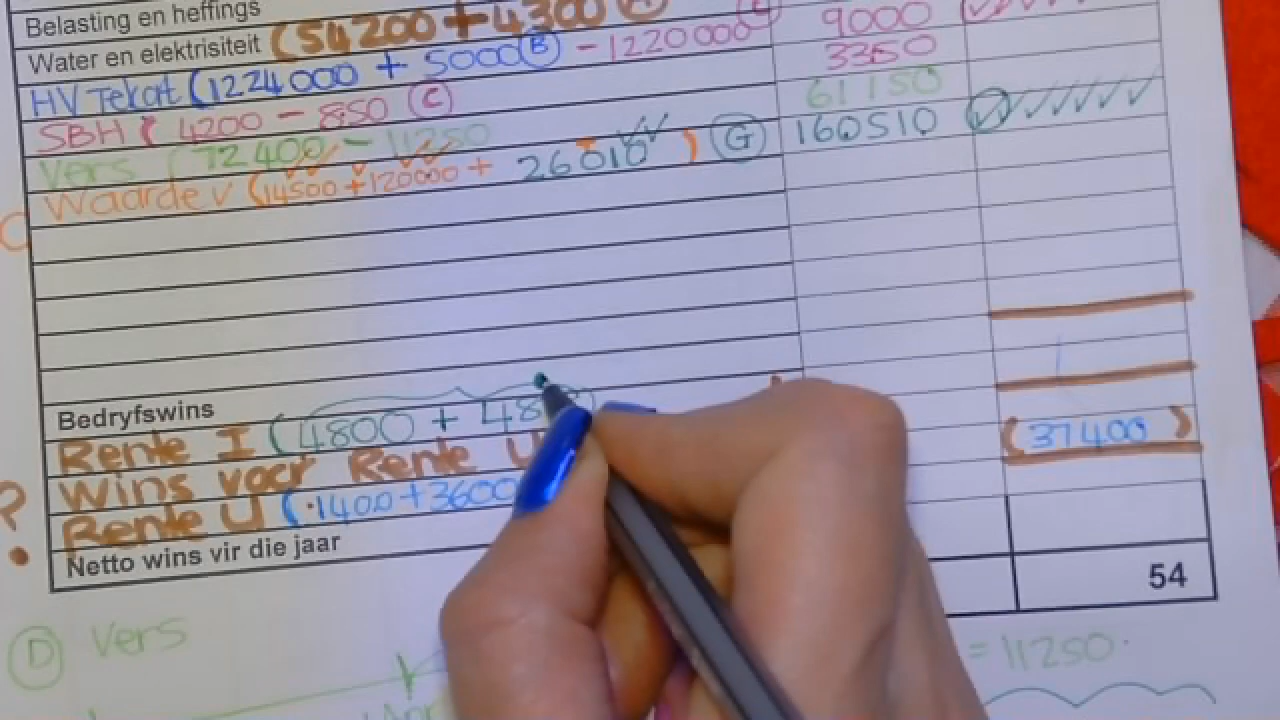 Belasting en heffings
Water en elektrisiteit (54200 + 4300
HV Tekort (1224000 + 5000 B - 1220000 9000
SBH ( 4200 - 850 C 3350
Vers (72400 - 11250 61150
Waarde V (14500 + 120000 + 26010 ) G 160510
Bedryfswins
Rente I (4800 + 48
Wins voor Rente U (37400)
Rente U (1400 + 3600
Netto wins vir die jaar
54
? 
D Vers = 11250